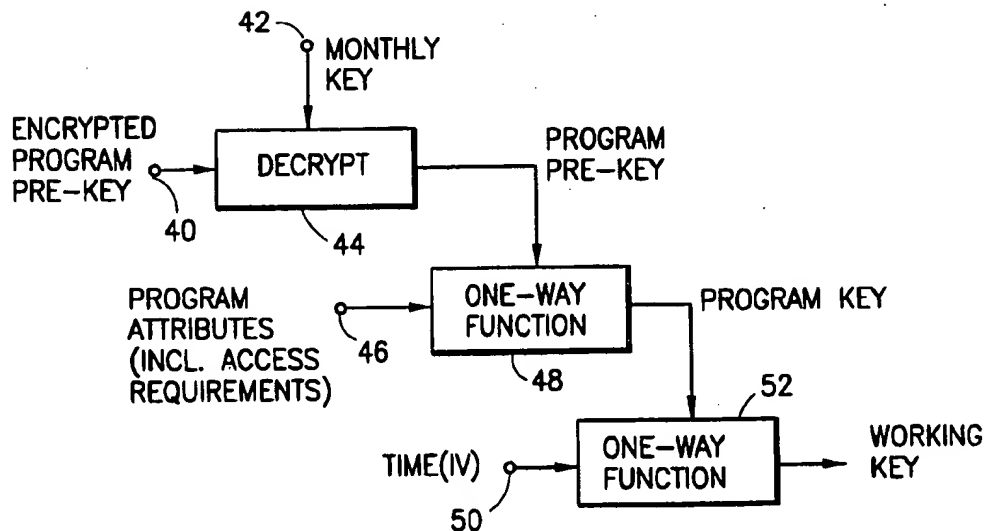 42
MONTHLY
KEY
ENCRYPTED
PROGRAM
PRE-KEY
40
DECRYPT
44
PROGRAM
PRE-KEY
PROGRAM
ATTRIBUTES
(INCL. ACCESS
REQUIREMENTS)
46
ONE-WAY
FUNCTION
48
PROGRAM KEY
52
TIME(IV)
50
ONE-WAY
FUNCTION
WORKING
KEY